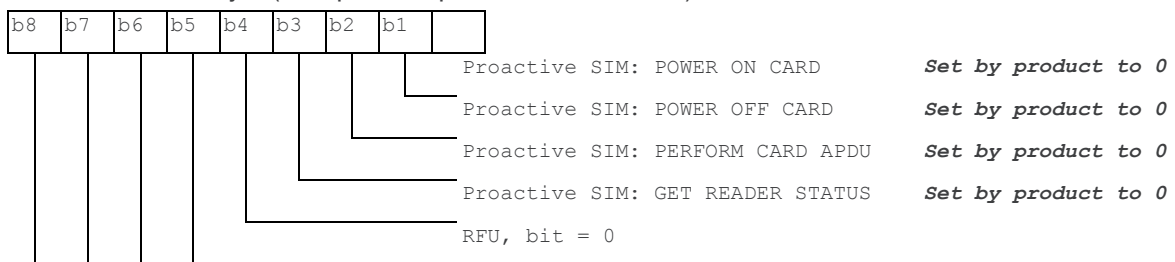 b8 b7 b6 b5 b4 b3 b2 b1
Proactive SIM: POWER ON CARD Set by product to 0
Proactive SIM: POWER OFF CARD Set by product to 0
Proactive SIM: PERFORM CARD APDU Set by product to 0
Proactive SIM: GET READER STATUS Set by product to 0
RFU, bit = 0